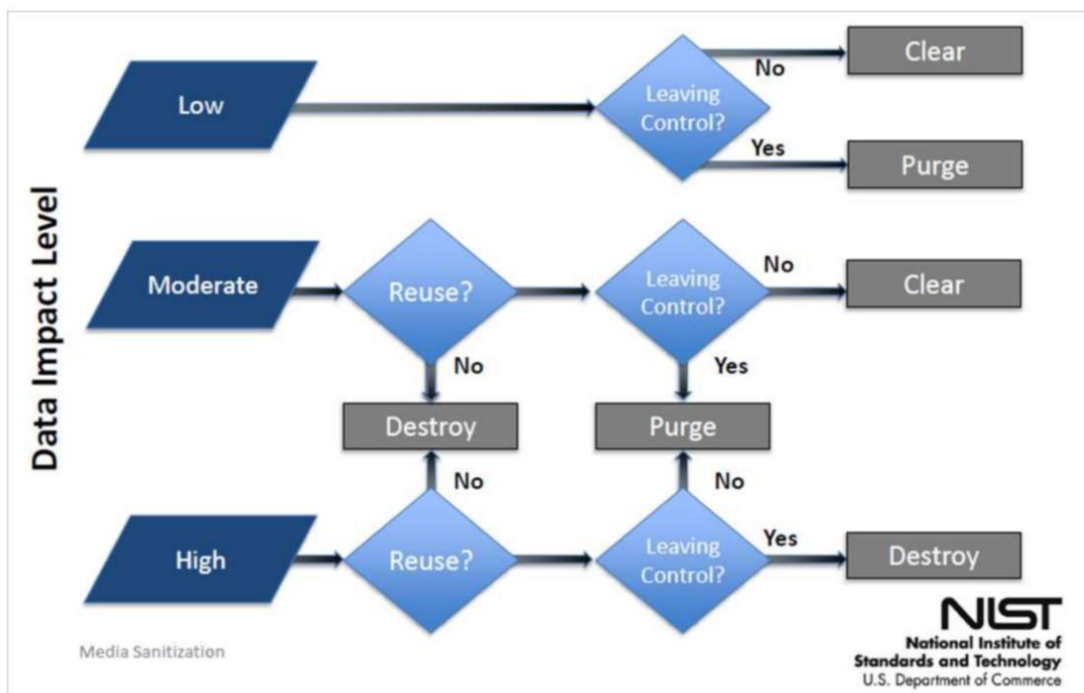 Data Impact Level
Low
Leaving
Control?
No
Clear
Yes
Purge
Moderate
Reuse?
Leaving
Control?
No
Clear
No
Yes
Destroy
Purge
High
No
Reuse?
No
Leaving
Control?
Yes
Destroy
Media Sanitization
NIST
National Institute of
Standards and Technology
U.S. Department of Commerce